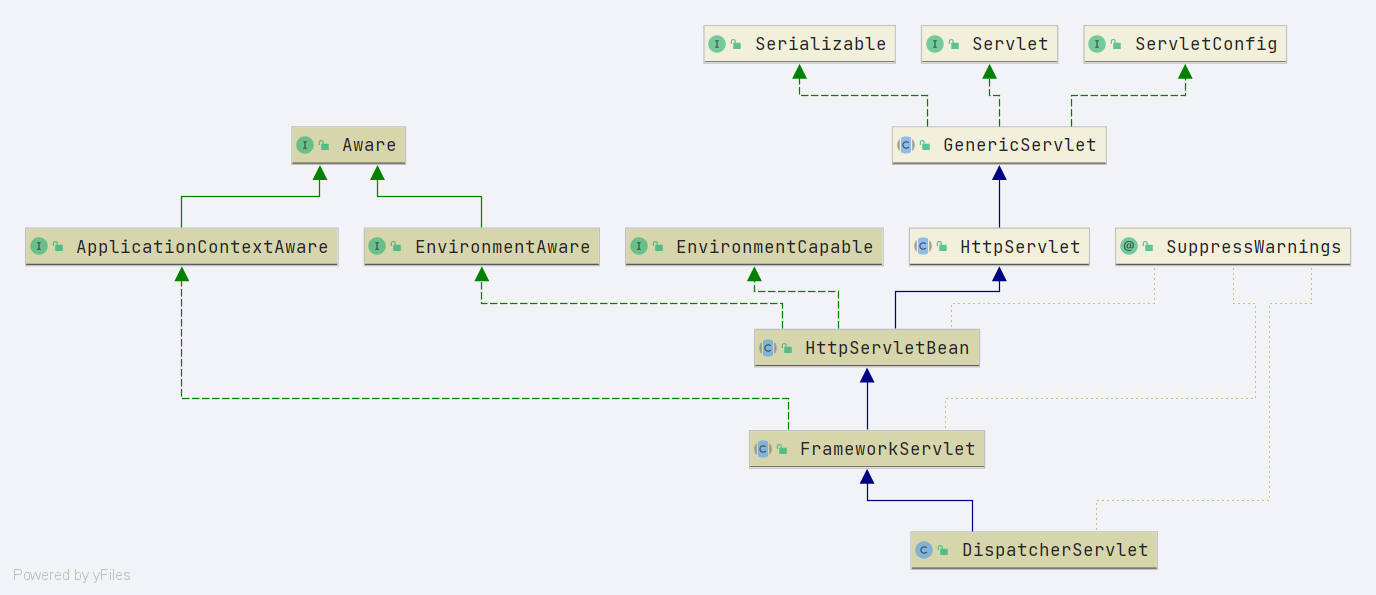 Serializable
Servlet
ServletConfig
Aware
GenericServlet
ApplicationContextAware
EnvironmentAware
EnvironmentCapable
HttpServlet
SuppressWarnings
HttpServletBean
FrameworkServlet
DispatcherServlet
Powered by yFiles